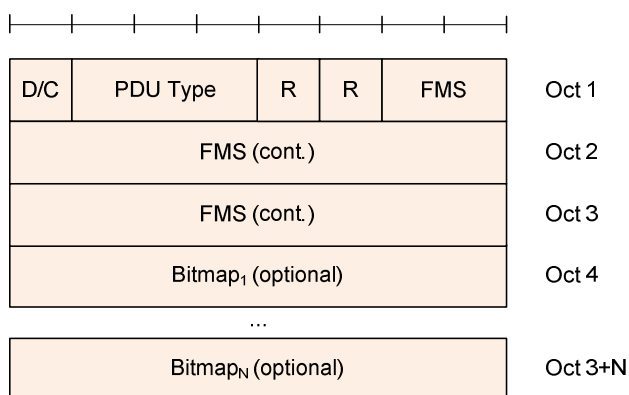 D/C PDU Type R R FMS Oct 1
FMS (cont.) Oct 2
FMS (cont.) Oct 3
Bitmap₁ (optional) Oct 4
...
Bitmap_N (optional) Oct 3+N